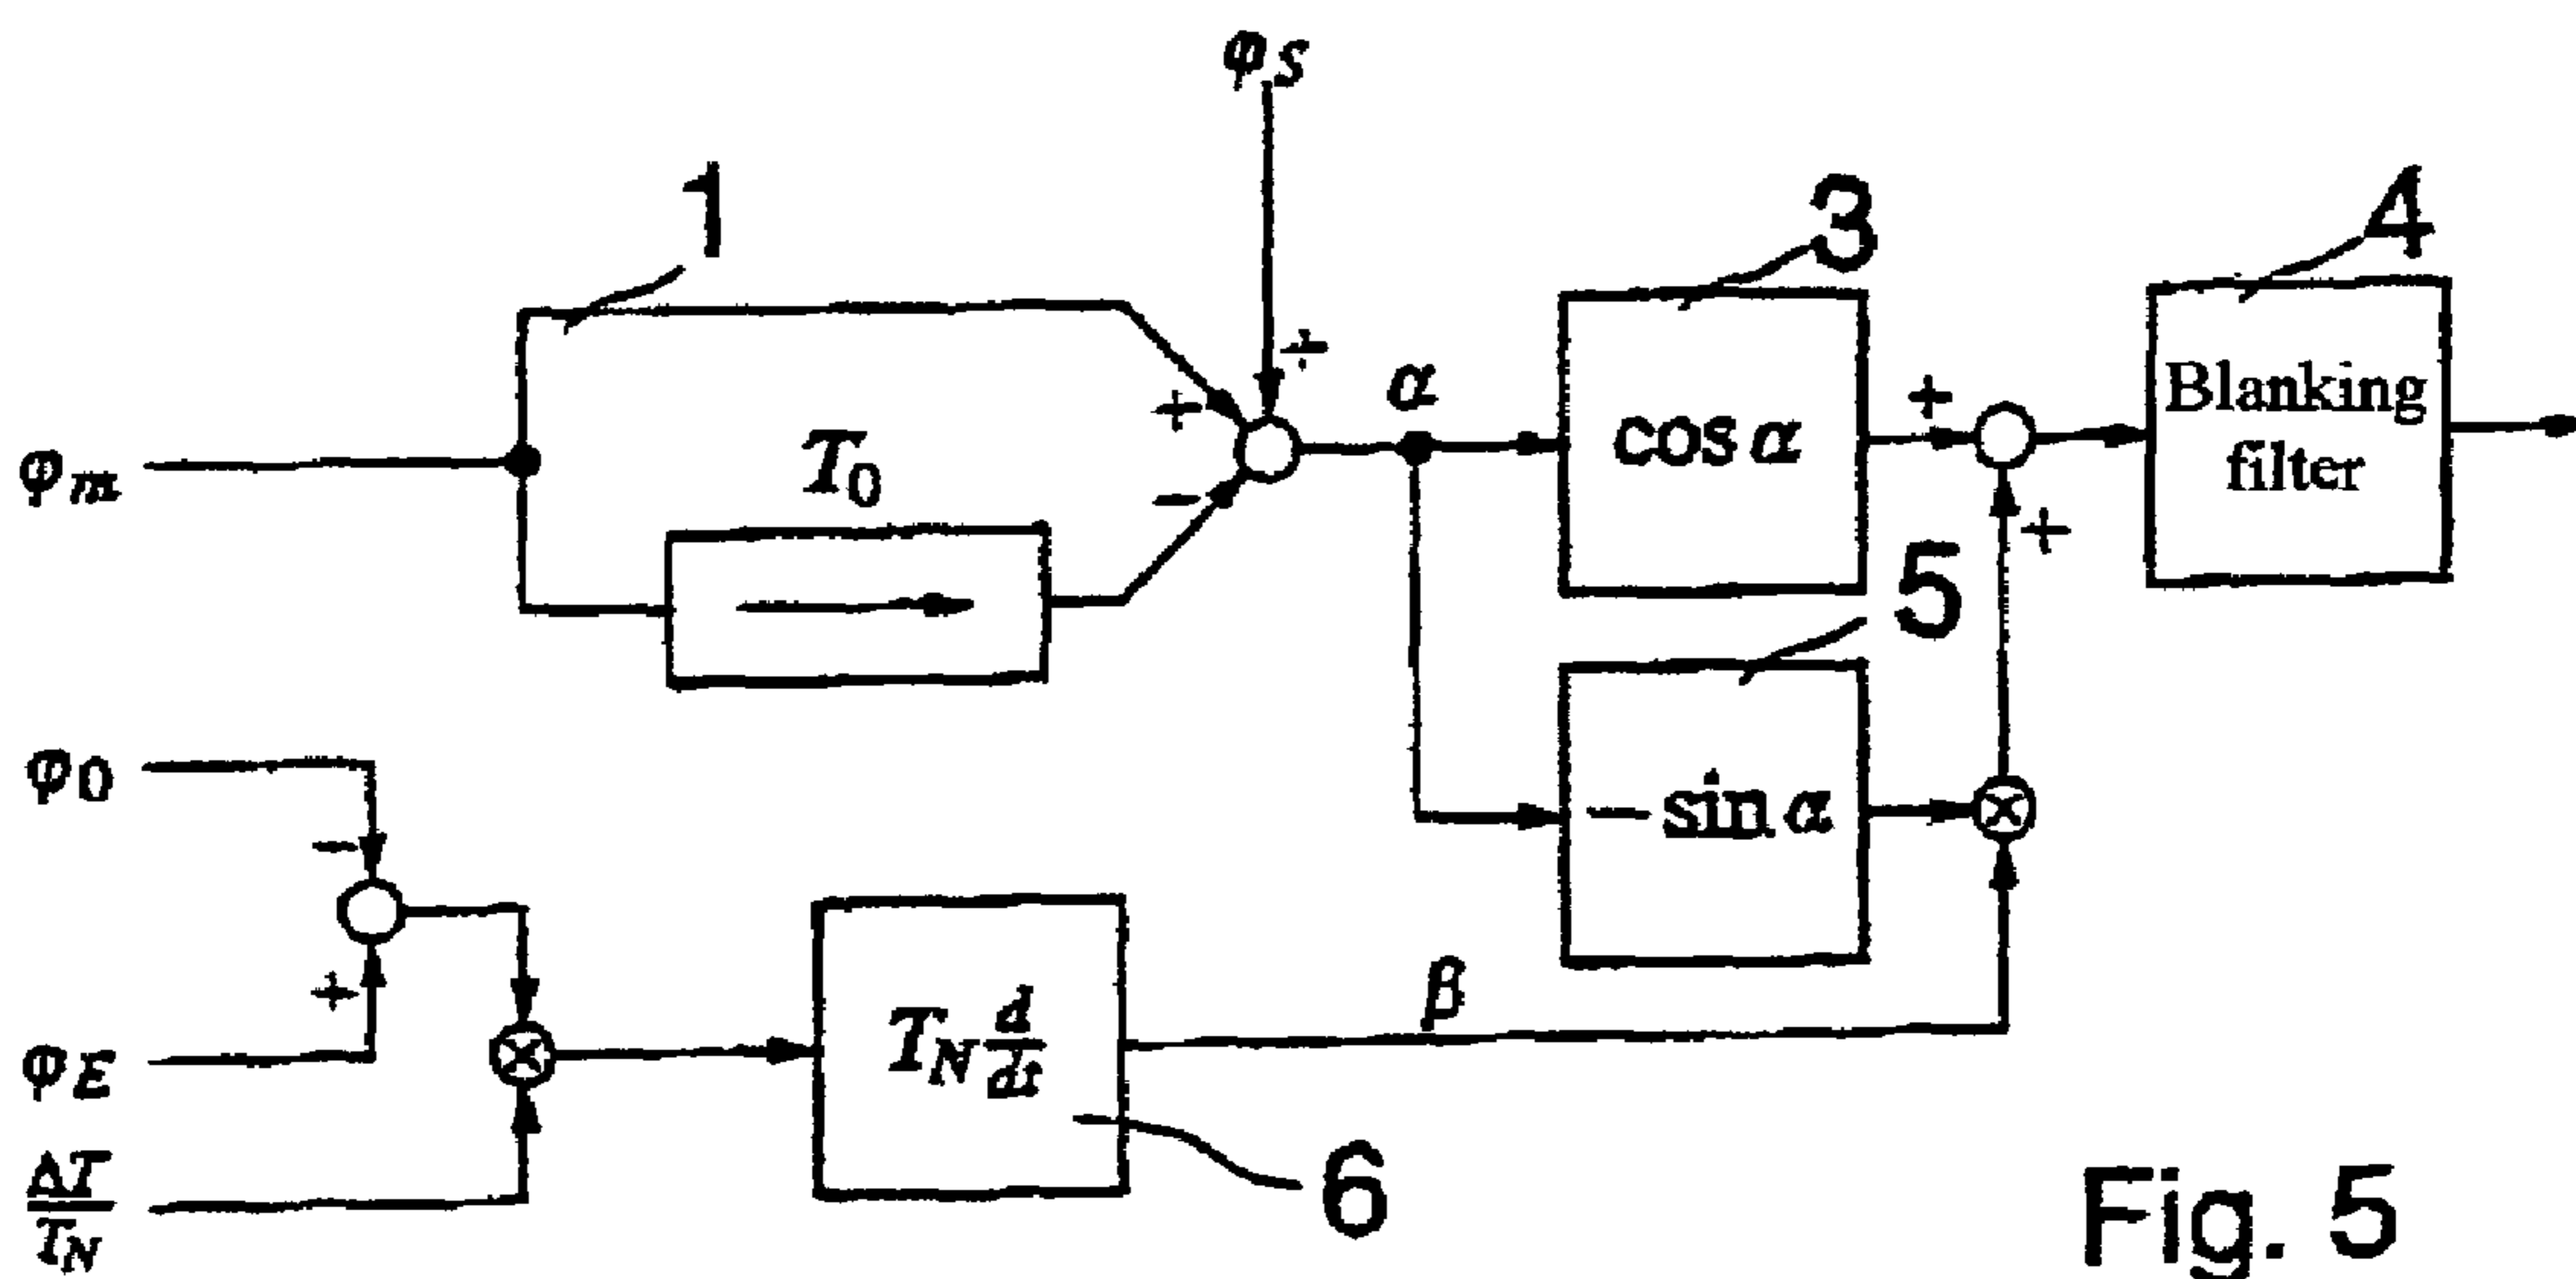 φS
1
3
4
+
+
−
φm
T0
α
cos α
+
+
Blanking
filter
5
− sin α
φ0
−
+
φE
ΔT/TN
TN d/dt
β
6
Fig. 5